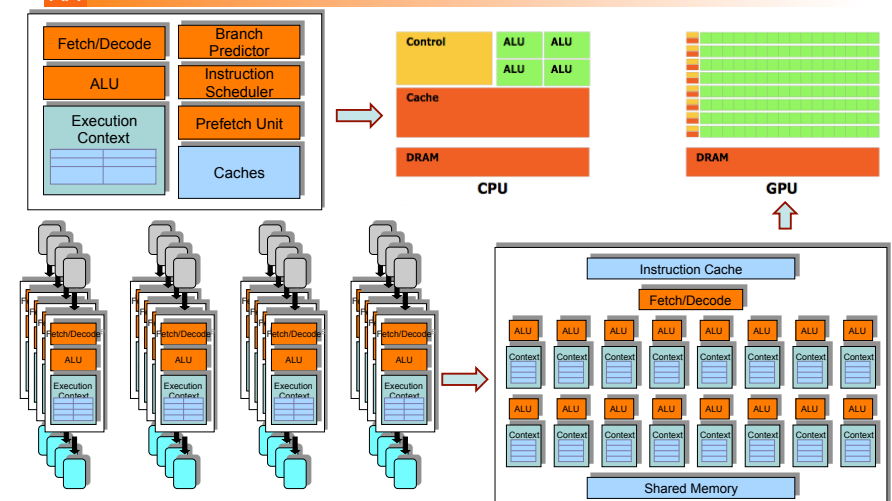 Fetch/Decode
Branch
Predictor
ALU
Instruction
Scheduler
Execution
Context
Prefetch Unit
Caches
Control
ALU
ALU
ALU
ALU
Cache
DRAM
CPU
DRAM
GPU
Fetch/Decode
ALU
Execution
Context
Fetch/Decode
ALU
Execution
Context
Fetch/Decode
ALU
Execution
Context
Fetch/Decode
ALU
Execution
Context
Instruction Cache
Fetch/Decode
ALU ALU ALU ALU ALU ALU ALU ALU
Context Context Context Context Context Context Context Context
ALU ALU ALU ALU ALU ALU ALU ALU
Context Context Context Context Context Context Context Context
Shared Memory